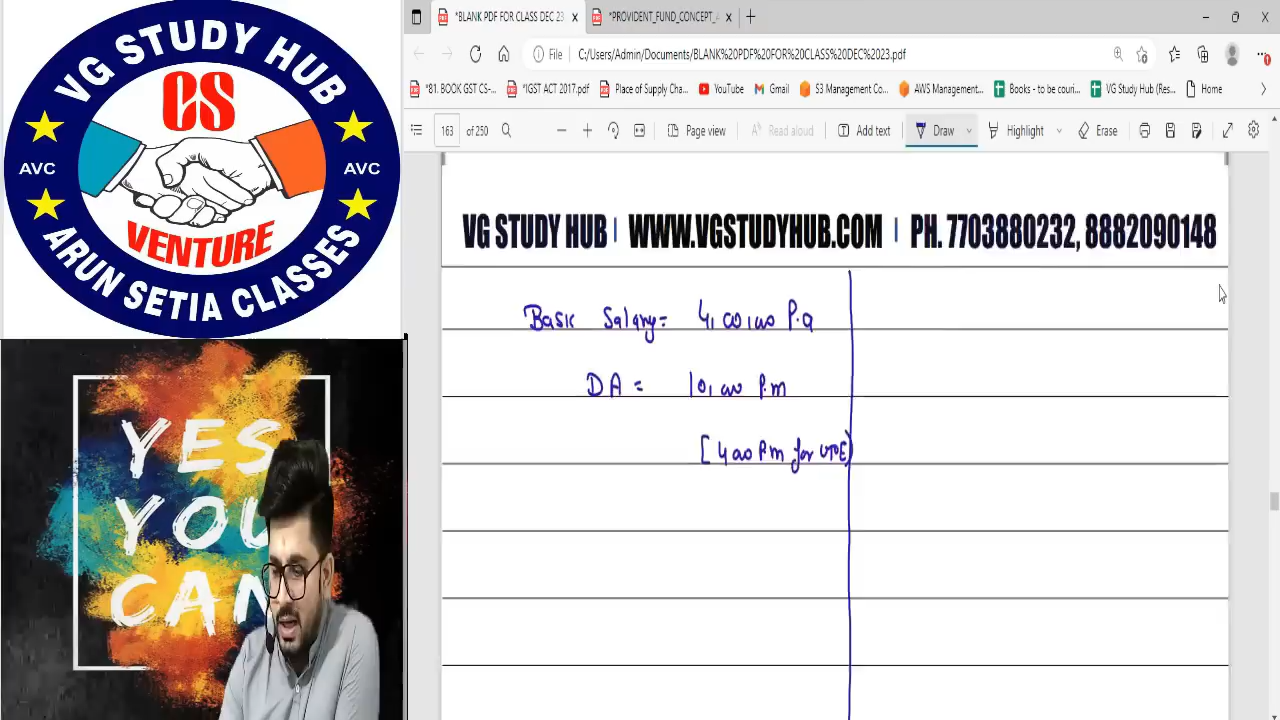 VG STUDY HUB
CS
AVC
AVC
VENTURE
ARUN SETIA CLASSES
YES
YOU
CAN
*BLANK PDF FOR CLASS DEC 23
*PROVIDENT_FUND_CONCEPT_
File
C:/Users/Admin/Documents/BLANK%20PDF%20FOR%20CLASS%20DEC%2023.pdf
*81. BOOK GST CS-...
*IGST ACT 2017.pdf
Place of Supply Cha...
YouTube
Gmail
S3 Management Co...
AWS Management...
Books - to be couri...
VG Study Hub (Res...
Home
163 of 250
Page view
Read aloud
Add text
Draw
Highlight
Erase
VG STUDY HUB | WWW.VGSTUDYHUB.COM | PH. 7703880232, 8882090148
Basic Salary= 4,00,000 P.a
DA = 10,000 P.m
P.m for